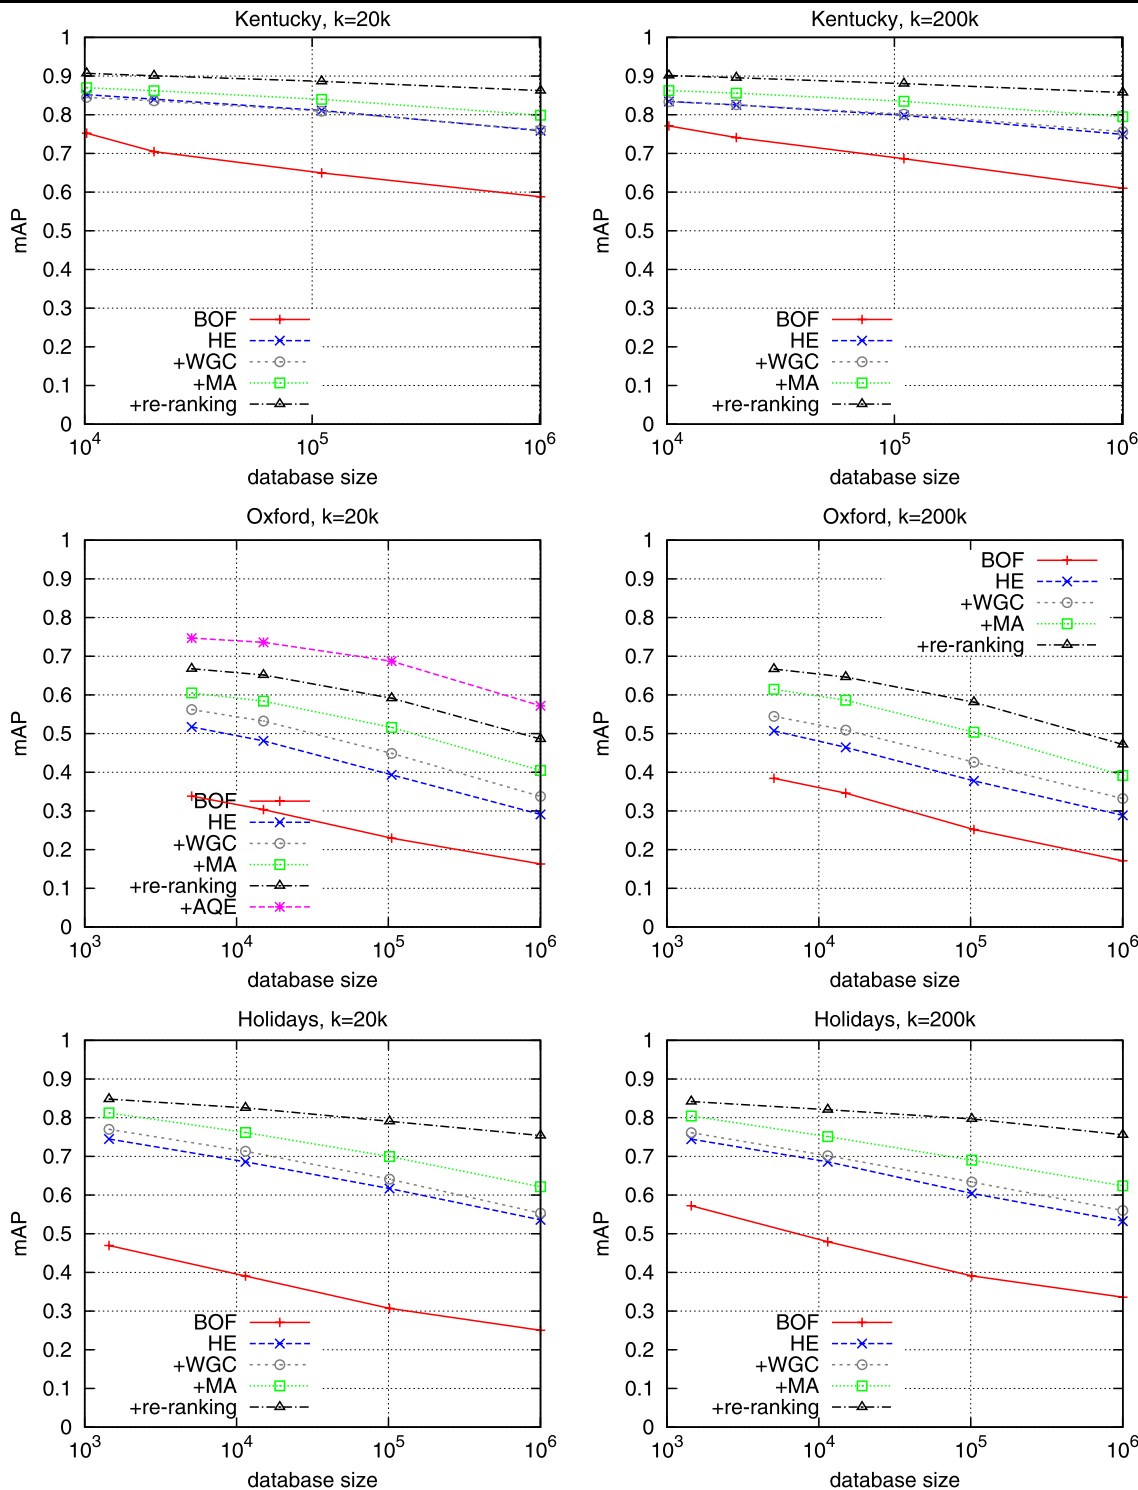 Kentucky, k=20k
1
0.9
0.8
0.7
0.6
0.5
0.4
0.3
0.2
0.1
0
mAP
BOF
HE
+WGC
+MA
+re-ranking
10^4 10^5 10^6
database size
Kentucky, k=200k
1
0.9
0.8
0.7
0.6
0.5
0.4
0.3
0.2
0.1
0
mAP
BOF
HE
+WGC
+MA
+re-ranking
10^4 10^5 10^6
database size
Oxford, k=20k
1
0.9
0.8
0.7
0.6
0.5
0.4
0.3
0.2
0.1
0
mAP
BOF
HE
+WGC
+MA
+re-ranking
+AQE
10^3 10^4 10^5 10^6
database size
Oxford, k=200k
1
0.9
0.8
0.7
0.6
0.5
0.4
0.3
0.2
0.1
0
mAP
BOF
HE
+WGC
+MA
+re-ranking
10^3 10^4 10^5 10^6
database size
Holidays, k=20k
1
0.9
0.8
0.7
0.6
0.5
0.4
0.3
0.2
0.1
0
mAP
BOF
HE
+WGC
+MA
+re-ranking
10^3 10^4 10^5 10^6
database size
Holidays, k=200k
1
0.9
0.8
0.7
0.6
0.5
0.4
0.3
0.2
0.1
0
mAP
BOF
HE
+WGC
+MA
+re-ranking
10^3 10^4 10^5 10^6
database size